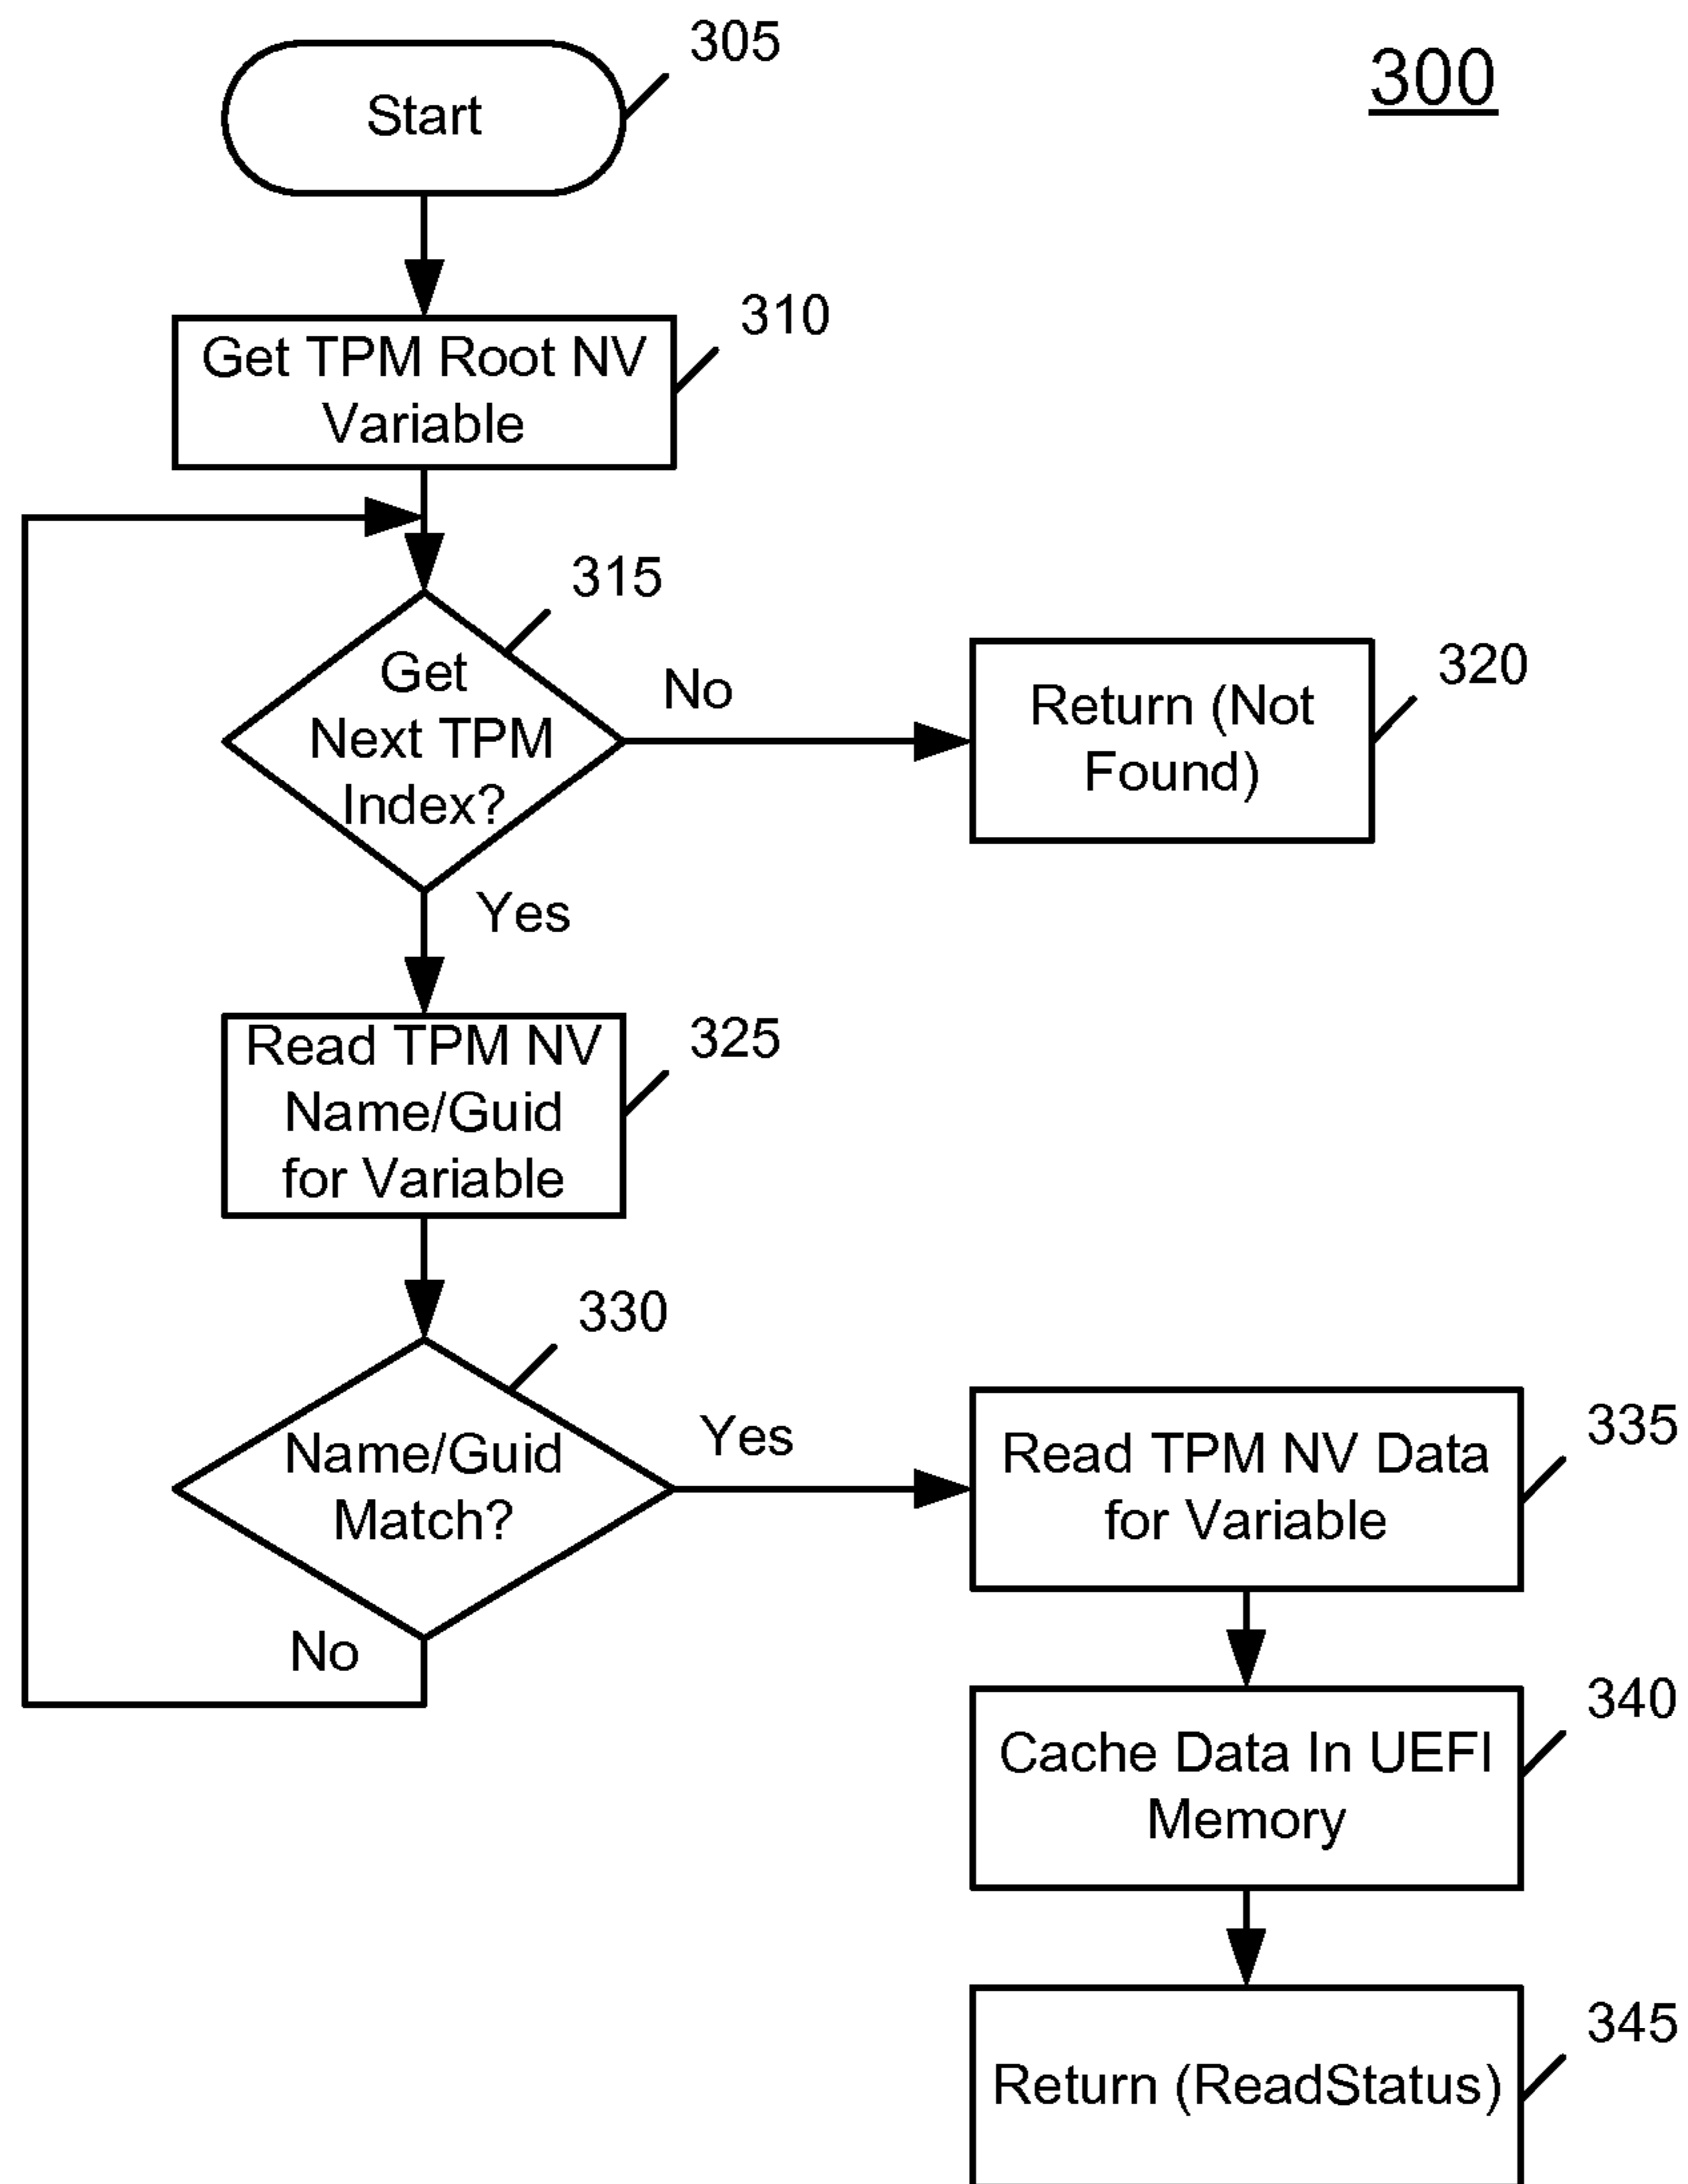 305
300
Start
310
Get TPM Root NV
Variable
315
Get
Next TPM
Index?
No
320
Return (Not
Found)
Yes
325
Read TPM NV
Name/Guid
for Variable
330
Name/Guid
Match?
Yes
335
Read TPM NV Data
for Variable
No
340
Cache Data In UEFI
Memory
345
Return (ReadStatus)